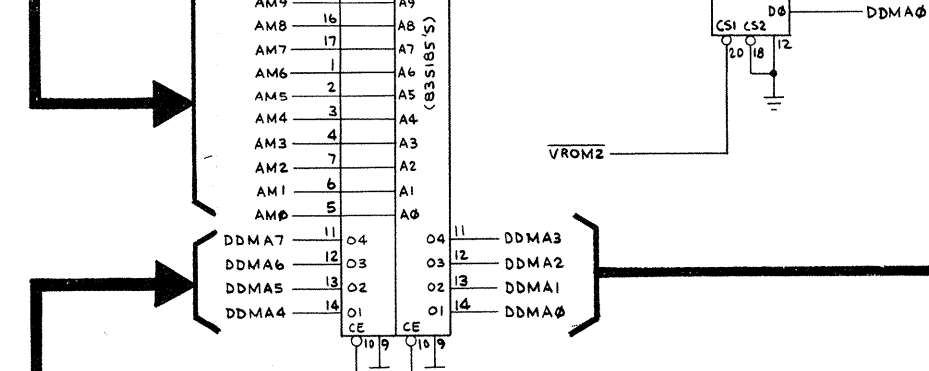 AM9 A9
AM8 16 A8
AM7 17 A7
AM6 1 A6
AM5 2 A5
AM4 3 A4
AM3 4 A3
AM2 7 A2
AM1 6 A1
AMØ 5 AØ
(83S185'S)
DDMA7 11 O4 O4 11 DDMA3
DDMA6 12 O3 O3 12 DDMA2
DDMA5 13 O2 O2 13 DDMA1
DDMA4 14 O1 O1 14 DDMAØ
CE CE
10 9 10 9
DØ DDMAØ
CS1 CS2
20 18 12
VROM2